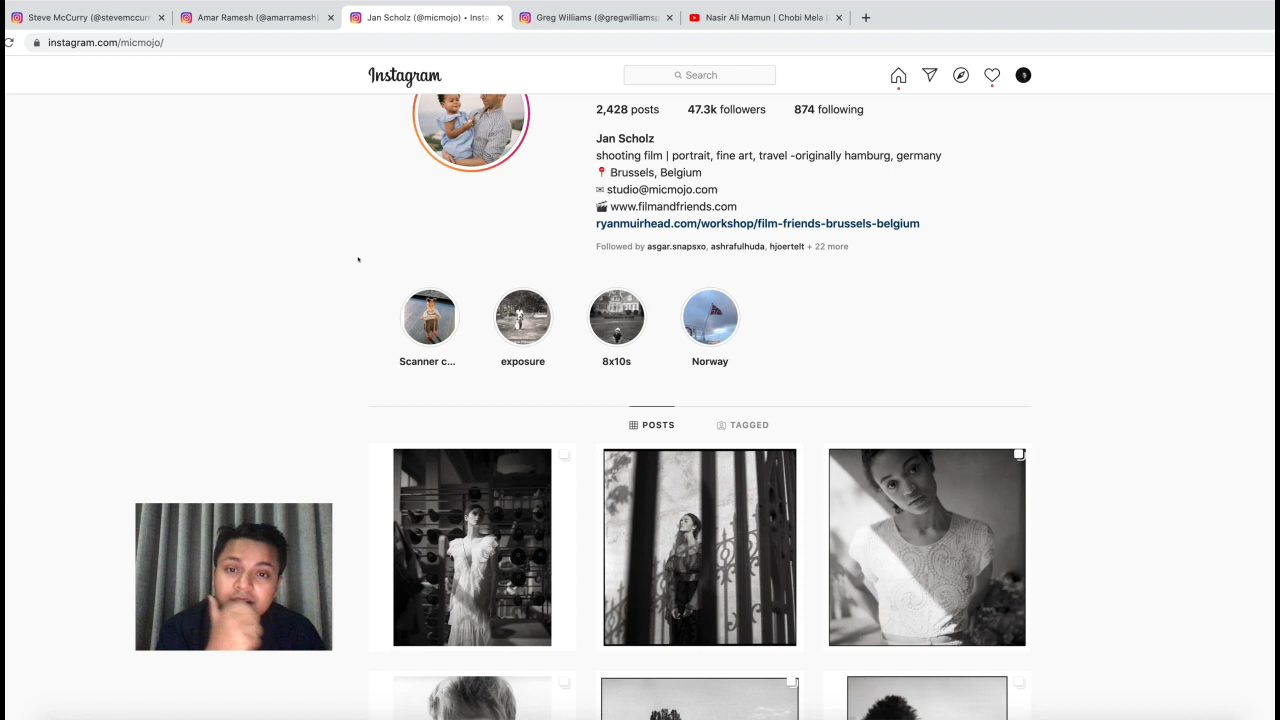 Steve McCurry (@stevemccurr
Amar Ramesh (@amarramesh)
Jan Scholz (@micmojo) • Insta
Greg Williams (@gregwilliamsp
Nasir Ali Mamun | Chobi Mela
instagram.com/micmojo/
Instagram
Search
2,428 posts
47.3k followers
874 following
Jan Scholz
shooting film | portrait, fine art, travel -originally hamburg, germany
📍 Brussels, Belgium
✉ studio@micmojo.com
🎬 www.filmandfriends.com
ryanmuirhead.com/workshop/film-friends-brussels-belgium
Followed by asgar.snapsxo, ashrafulhuda, hjoertelt + 22 more
Scanner c...
exposure
8x10s
Norway
POSTS
TAGGED